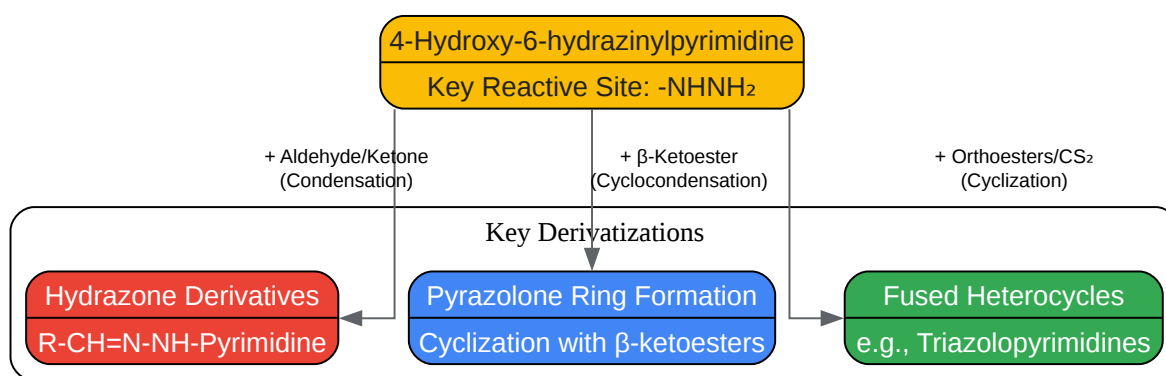 4-Hydroxy-6-hydrazinylpyrimidine
Key Reactive Site: -NHNH₂
+ Aldehyde/Ketone
(Condensation)
+ β-Ketoester
(Cyclocondensation)
+ Orthoesters/CS₂
(Cyclization)
Key Derivatizations
Hydrazone Derivatives
R-CH=N-NH-Pyrimidine
Pyrazolone Ring Formation
Cyclization with β-ketoesters
Fused Heterocycles
e.g., Triazolopyrimidines